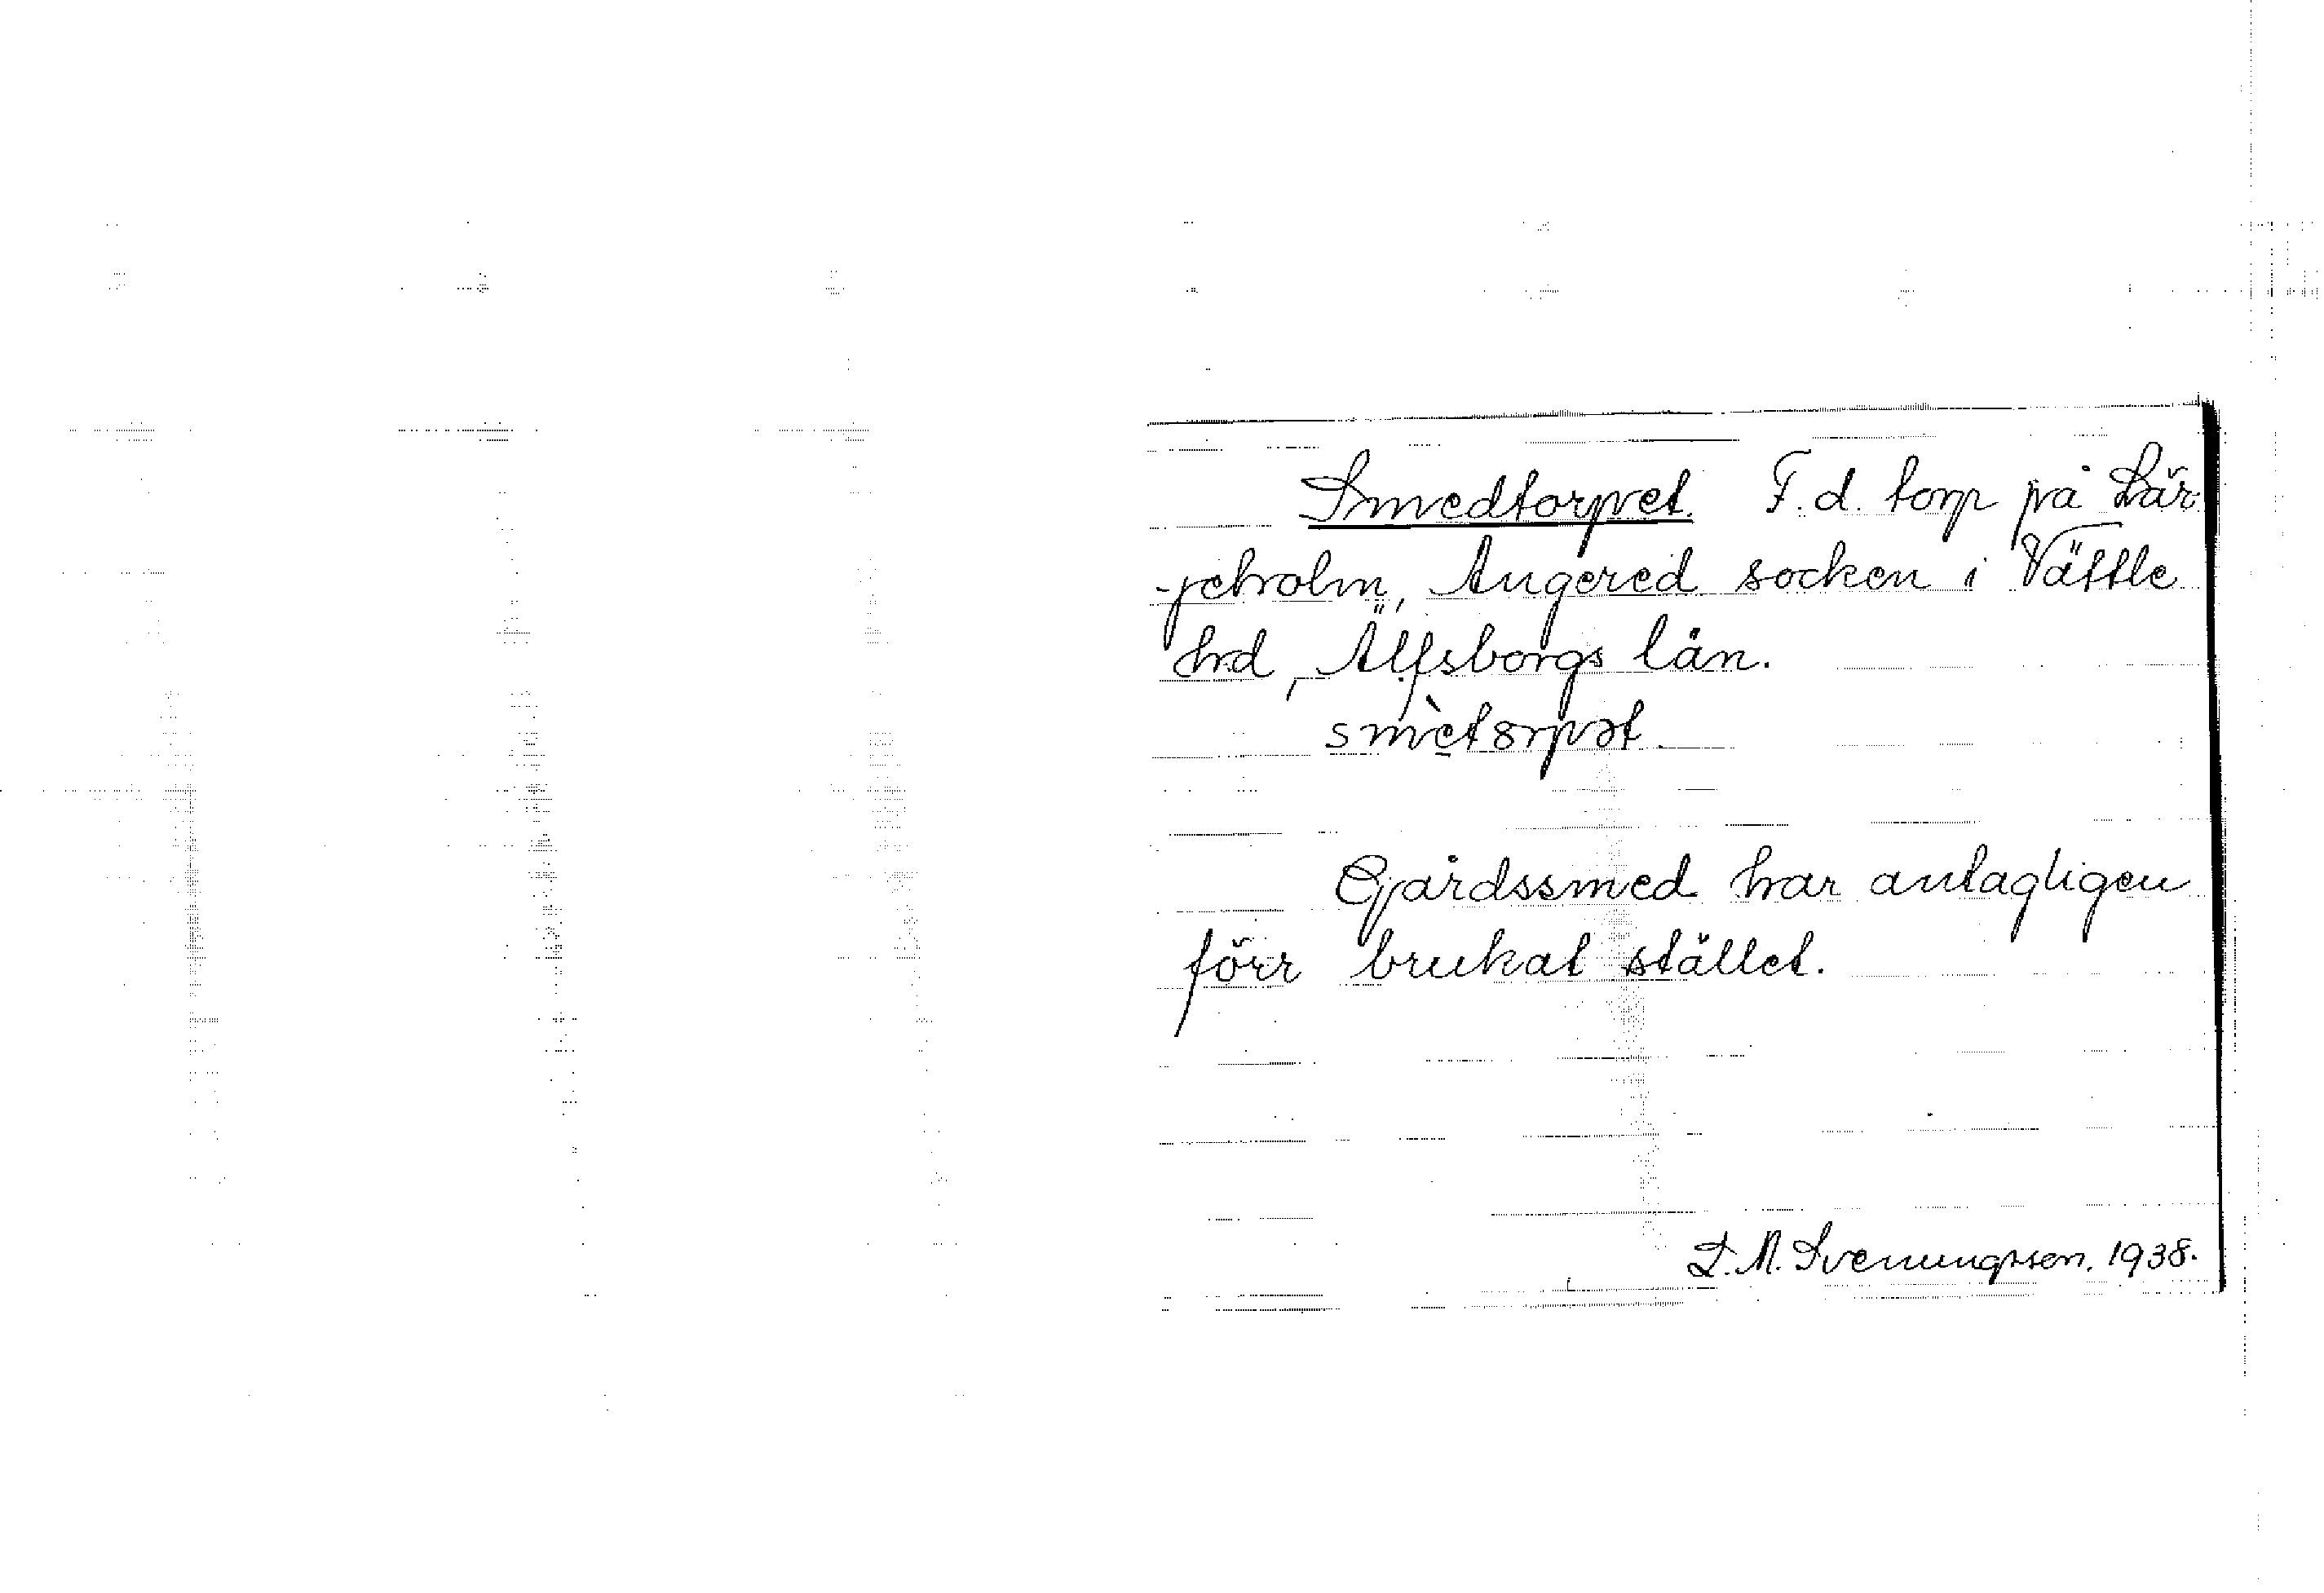 Smedtorpet. F. d. torp på Lär-
jeholm, Angered socken i Vättle
hrd, Älfsborgs län.
smètɔrpət.
Gårdssmed har antagligen
förr brukat stället.
L. M. Svenungsson. 1938.